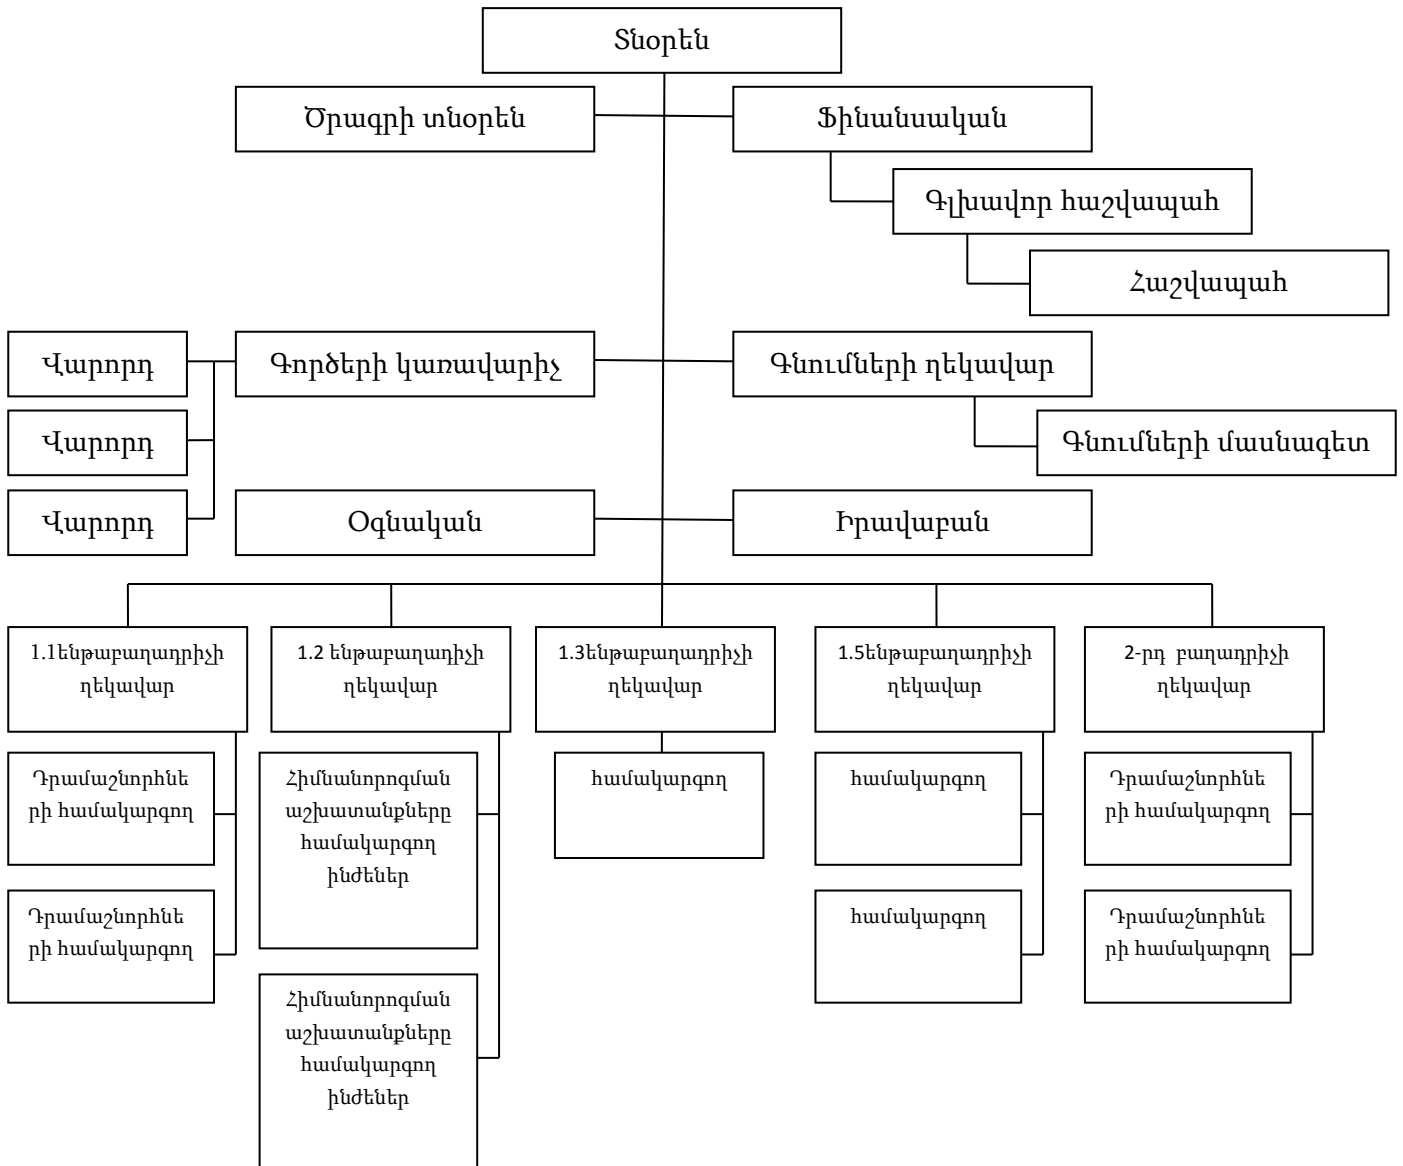 Տնօրեն
Ծրագրի տնօրեն
Ֆինանսական
Գլխավոր հաշվապահ
Հաշվապահ
Վարորդ
Գործերի կառավարիչ
Գնումների ղեկավար
Վարորդ
Գնումների մասնագետ
Վարորդ
Օգնական
Իրավաբան
1.1ենթաբաղադրիչի
ղեկավար
1.2 ենթաբաղադիչի
ղեկավար
1.3ենթաբաղադրիչի
ղեկավար
1.5ենթաբաղադրիչի
ղեկավար
2-րդ բաղադրիչի
ղեկավար
Դրամաշնորհնե
րի համակարգող
Հիմնանորոգման
աշխատանքները
համակարգող
ինժեներ
համակարգող
համակարգող
Դրամաշնորհնե
րի համակարգող
Դրամաշնորհնե
րի համակարգող
Հիմնանորոգման
աշխատանքները
համակարգող
ինժեներ
համակարգող
Դրամաշնորհնե
րի համակարգող